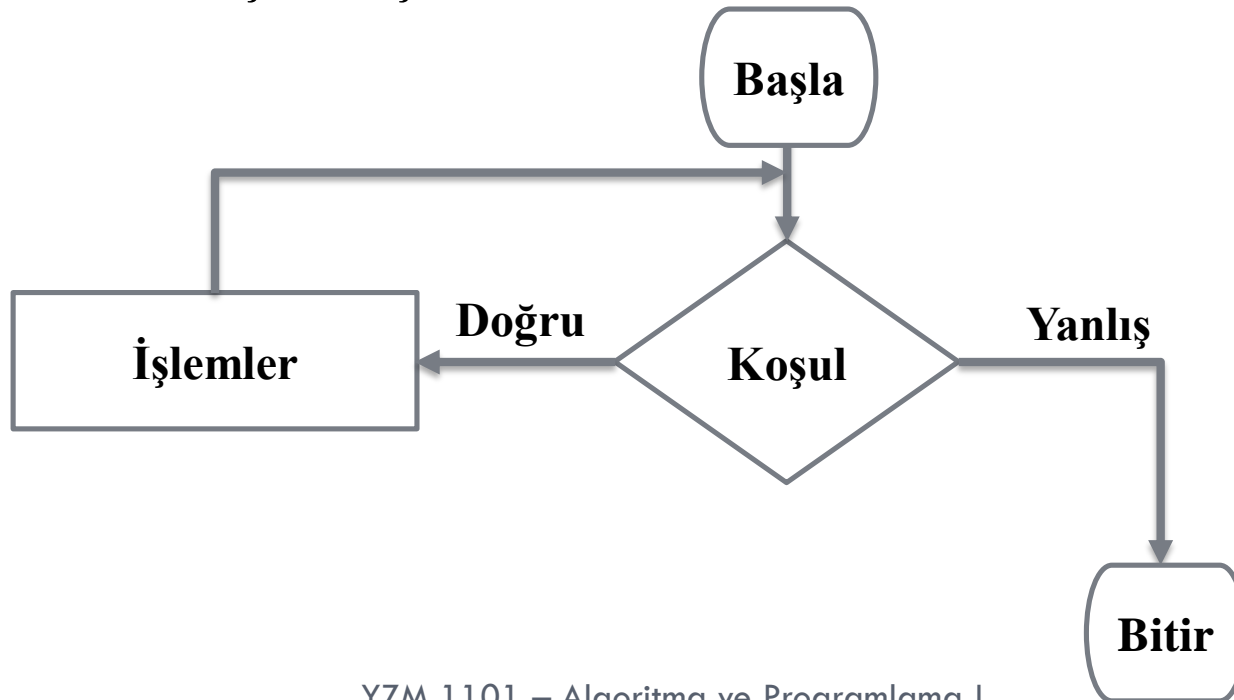 Başla
Doğru
Yanlış
İşlemler
Koşul
Bitir
YZM 1101 – Algoritma ve Programlama I